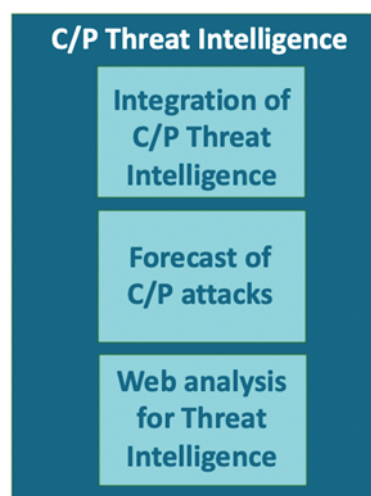 C/P Threat Intelligence
Integration of
C/P Threat
Intelligence
Forecast of
C/P attacks
Web analysis
for Threat
Intelligence